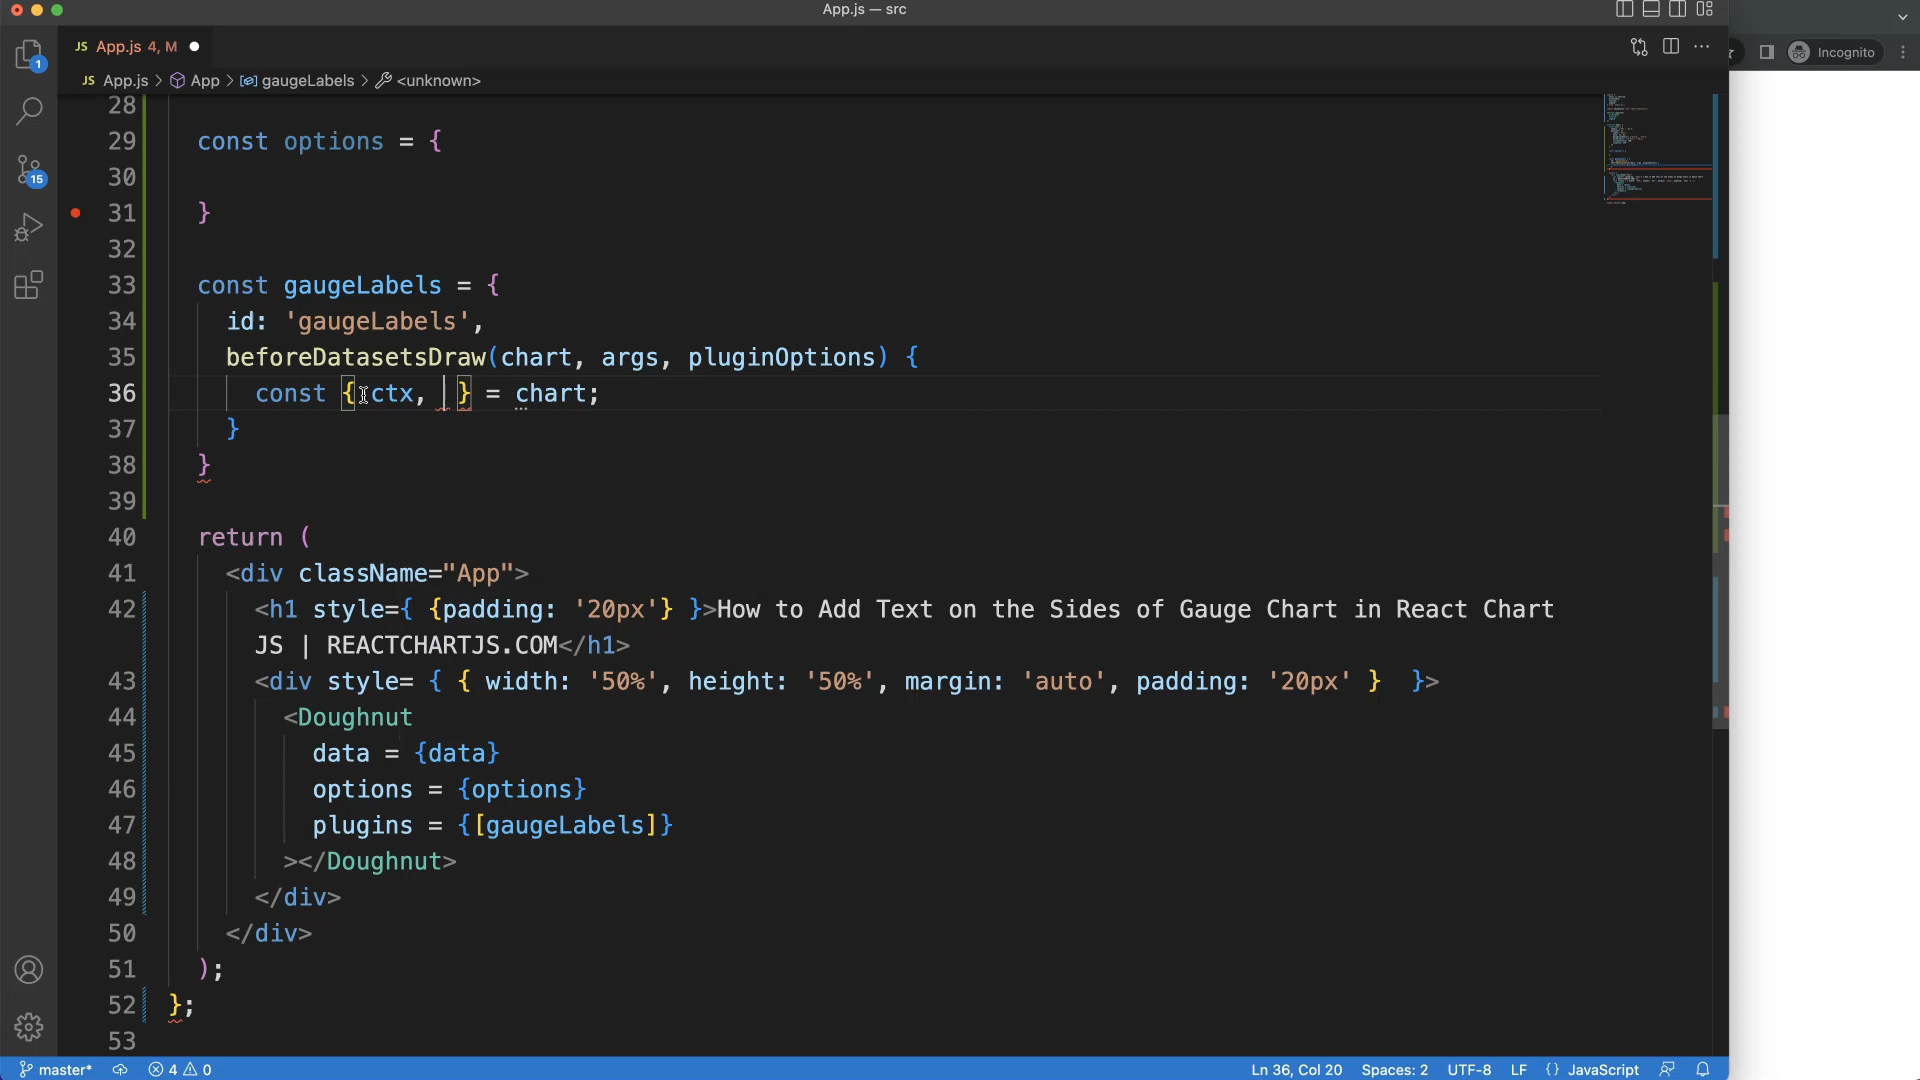 App.js — src
JS App.js 4, M
Incognito
JS App.js > App > gaugeLabels > <unknown>
1
15
28
29 const options = {
30
31 }
32
33 const gaugeLabels = {
34 id: 'gaugeLabels',
35 beforeDatasetsDraw(chart, args, pluginOptions) {
36 const { ctx, } = chart;
37 }
38 }
39
40 return (
41 <div className="App">
42 <h1 style={ {padding: '20px'} }>How to Add Text on the Sides of Gauge Chart in React Chart
JS | REACTCHARTJS.COM</h1>
43 <div style= { { width: '50%', height: '50%', margin: 'auto', padding: '20px' } }>
44 <Doughnut
45 data = {data}
46 options = {options}
47 plugins = {[gaugeLabels]}
48 ></Doughnut>
49 </div>
50 </div>
51 );
52 };
53
master* 4 0 Ln 36, Col 20 Spaces: 2 UTF-8 LF {} JavaScript